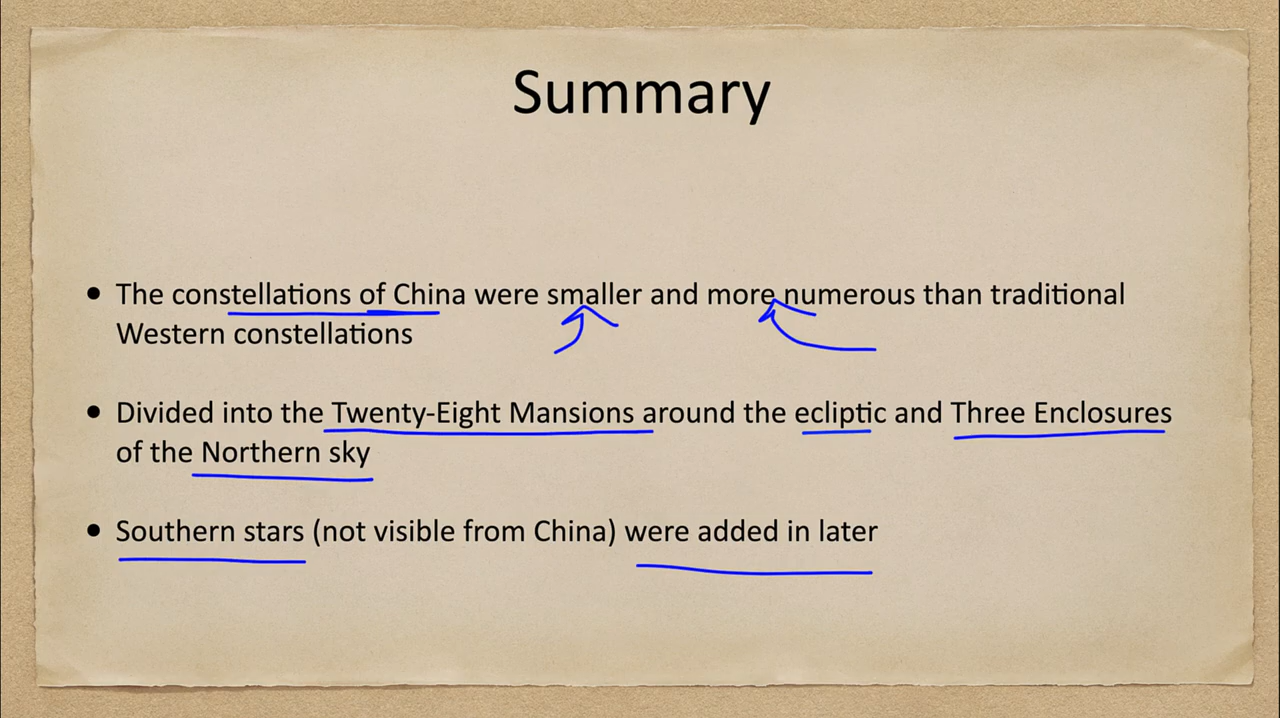 Summary
• The constellations of China were smaller and more numerous than traditional
Western constellations
• Divided into the Twenty-Eight Mansions around the ecliptic and Three Enclosures
of the Northern sky
• Southern stars (not visible from China) were added in later